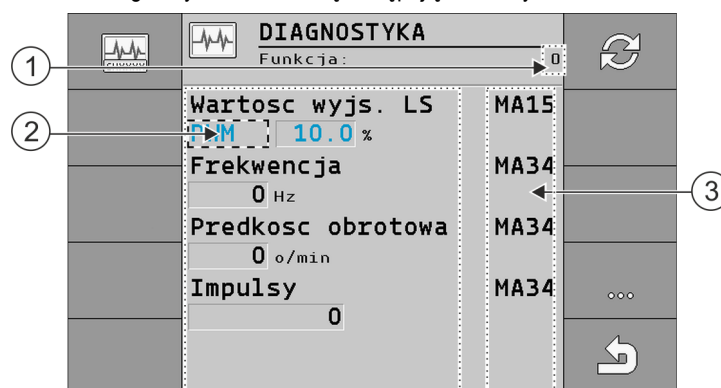 DIAGNOSTYKA
Funkcja: 0
1
Wartosc wyjs. LS MA15
2
10.0 %
Frekwencja MA34
0 Hz
3
Predkosc obrotowa MA34
0 o/min
Impulsy MA34
0